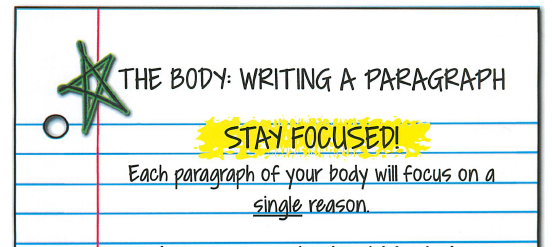 THE BODY: WRITING A PARAGRAPH
STAY FOCUSED!
Each paragraph of your body will focus on a
single reason.